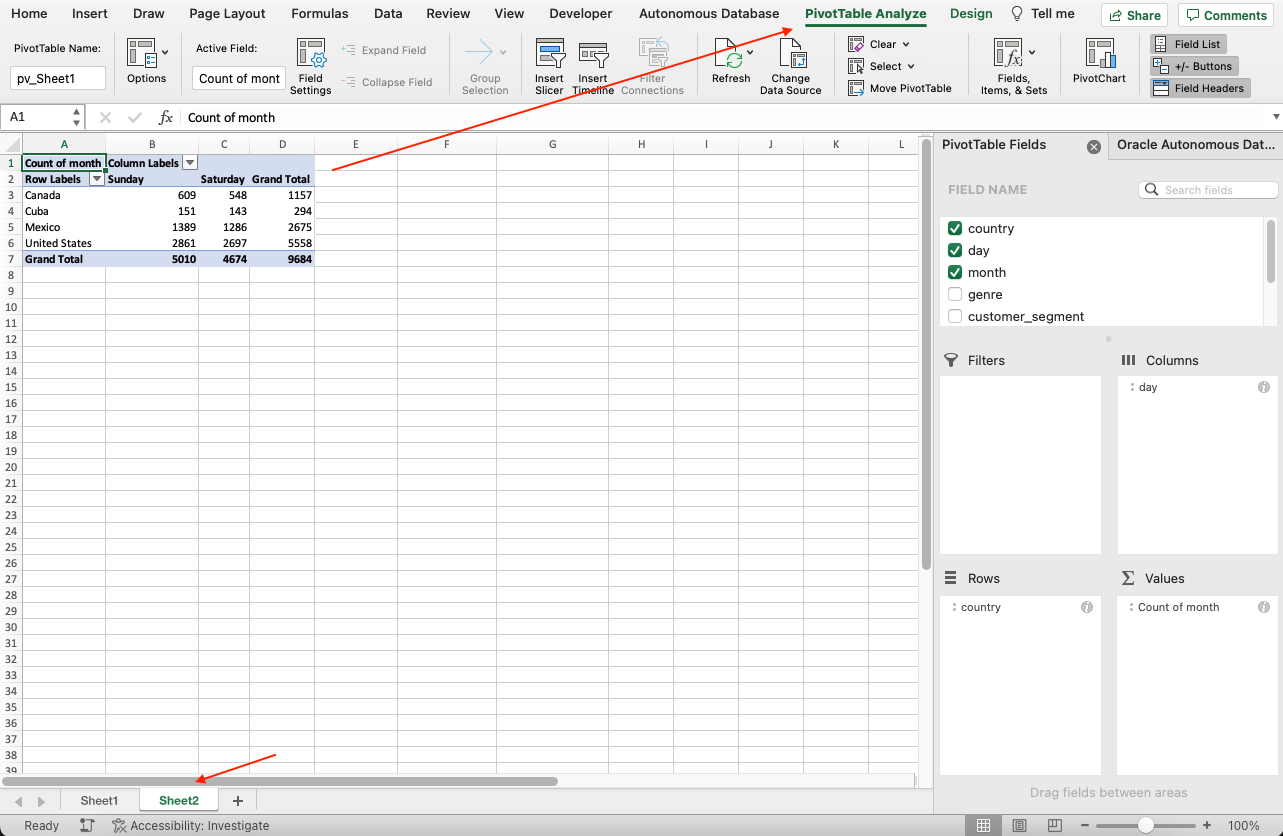 Home Insert Draw Page Layout Formulas Data Review View Developer Autonomous Database PivotTable Analyze Design Tell me Share Comments
PivotTable Name:
pv_Sheet1
Options
Active Field:
Count of mont
Field
Settings
Expand Field
Collapse Field
Group
Selection
Insert
Slicer
Insert
Timeline
Filter
Connections
Refresh
Change
Data Source
Clear
Select
Move PivotTable
Fields,
Items, & Sets
PivotChart
Field List
+/- Buttons
Field Headers
A1 fx Count of month
A B C D E F G H I J K L
1 Count of month Column Labels
2 Row Labels Sunday Saturday Grand Total
3 Canada 609 548 1157
4 Cuba 151 143 294
5 Mexico 1389 1286 2675
6 United States 2861 2697 5558
7 Grand Total 5010 4674 9684
8
9
10
11
12
13
14
15
16
17
18
19
20
21
22
23
24
25
26
27
28
29
30
31
32
33
34
35
36
37
38
39
PivotTable Fields
Oracle Autonomous Dat...
FIELD NAME
Search fields
country
day
month
genre
customer_segment
Filters
Columns
day
Rows
Values
country
Count of month
Drag fields between areas
Sheet1 Sheet2 +
Ready Accessibility: Investigate
100%